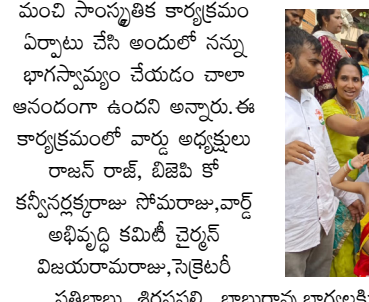 మంచి సాంస్కృతిక కార్యక్రమం
ఏర్పాటు చేసి అందులో నన్ను
భాగస్వామ్యం చేయడం చాలా
ఆనందంగా ఉందని అన్నారు.ఈ
కార్యక్రమంలో వార్డు అధ్యక్షులు
రాజన్ రాజ్, బిజెపి కో
కన్వీనర్లక్కరాజు సోమరాజు,వార్డ్
అభివృద్ధి కమిటీ చైర్మన్
విజయరామరాజు,సెక్రెటరీ